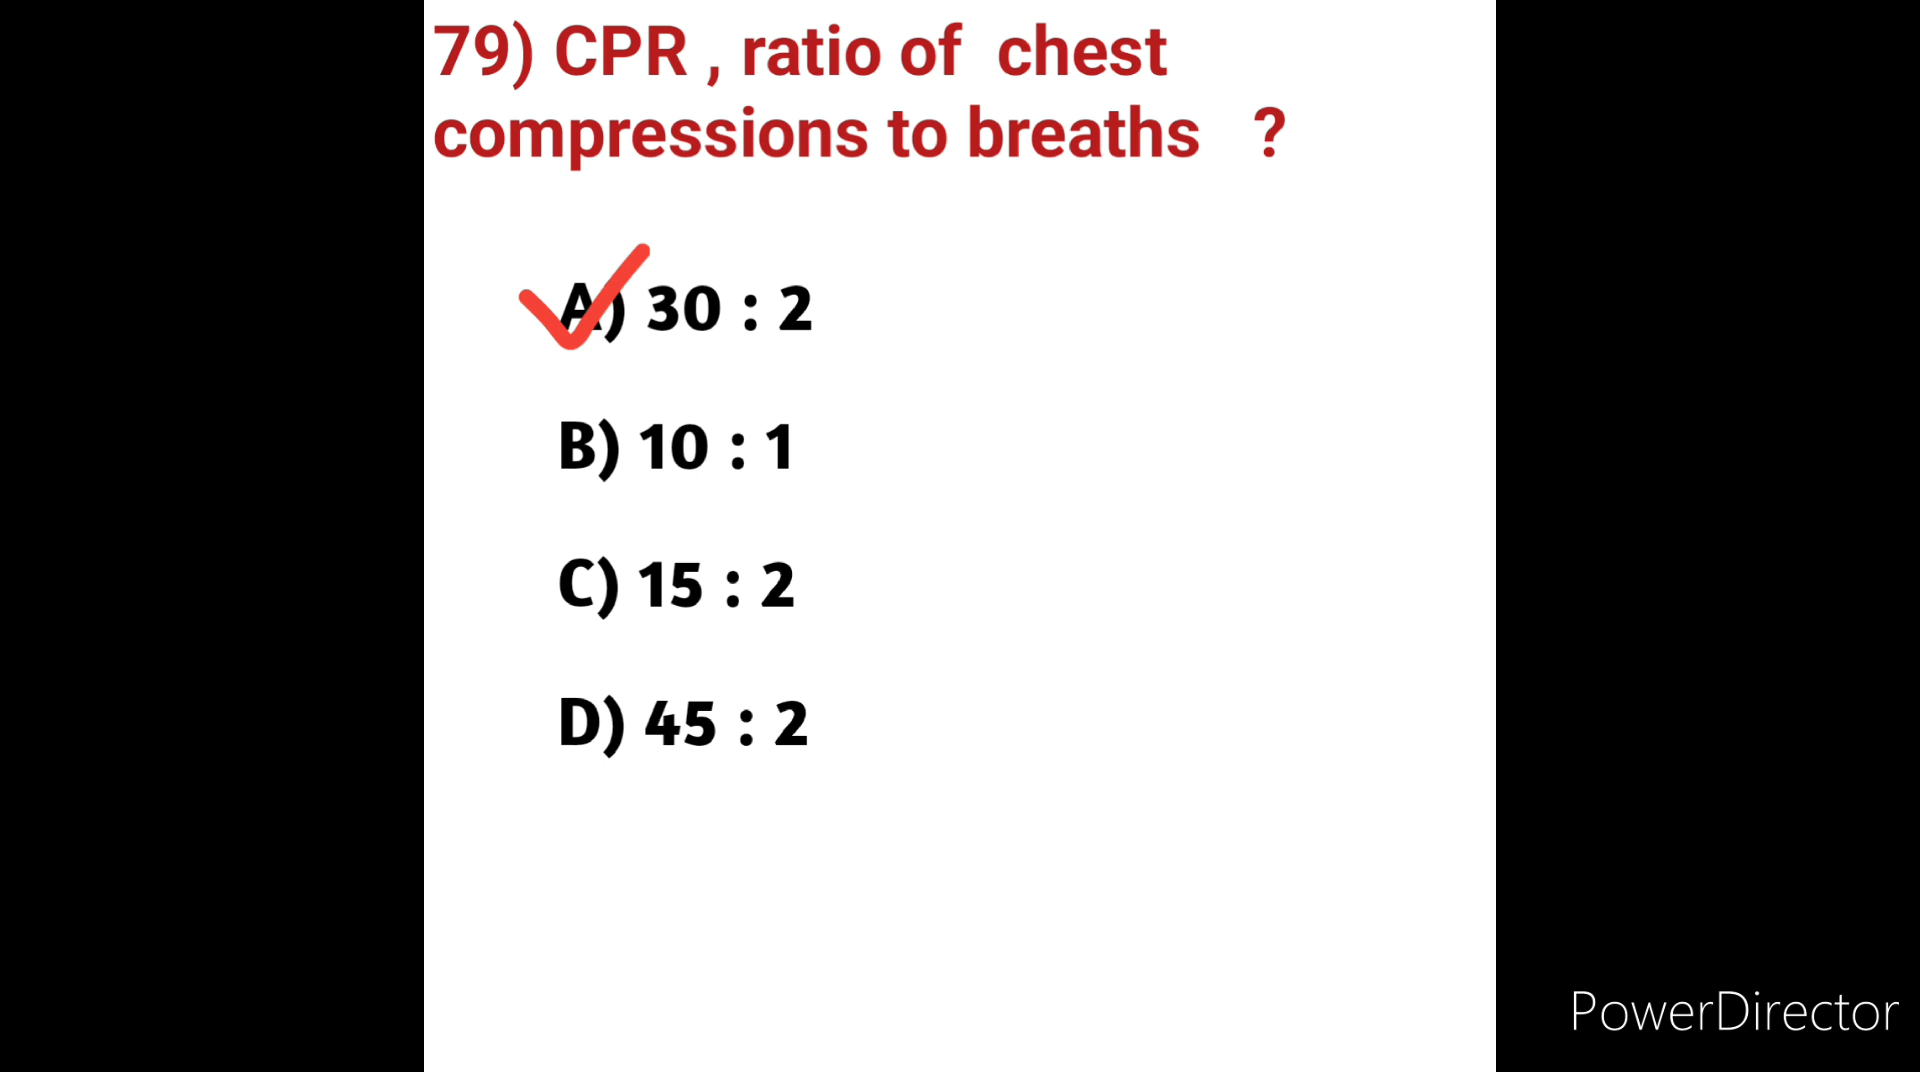 79) CPR , ratio of chest
compressions to breaths ?
A) 30 : 2
B) 10 : 1
C) 15 : 2
D) 45 : 2
PowerDirector